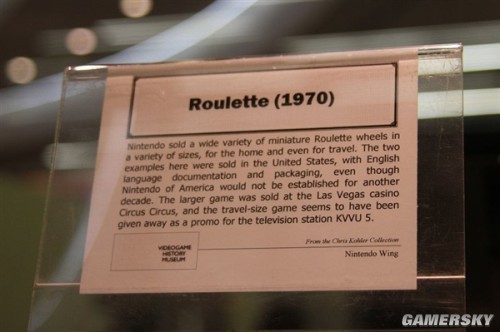 Roulette (1970)
Nintendo sold a wide variety of miniature Roulette wheels in
a variety of sizes, for the home and even for travel. The two
examples here were sold in the United States, with English
language documentation and packaging, even though
Nintendo of America would not be established for another
decade. The larger game was sold at the Las Vegas casino
Circus Circus, and the travel-size game seems to have been
given away as a promo for the television station KVVU 5.
From the Chris Kohler Collection
VIDEOGAME
HISTORY
MUSEUM
Nintendo Wing
GAMERSKY